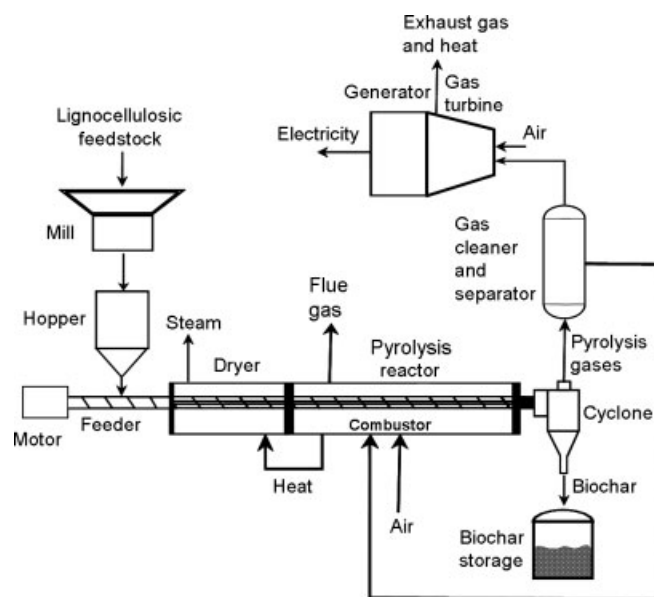 Exhaust gas
and heat
Generator
Gas
turbine
Lignocellulosic
feedstock
Electricity
Air
Mill
Gas
cleaner
and
separator
Flue
gas
Hopper
Steam
Dryer
Pyrolysis
reactor
Pyrolysis
gases
Motor
Feeder
Combustor
Cyclone
Heat
Air
Biochar
Biochar
storage